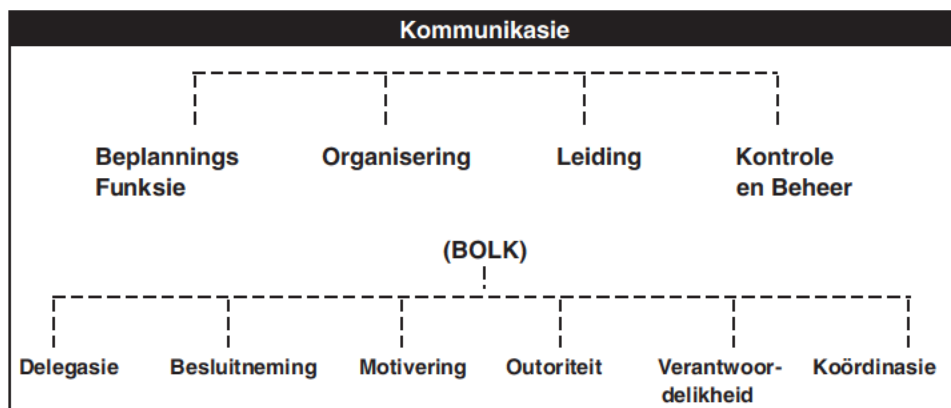 Kommunikasie
Beplannings Organisering Leiding Kontrole
Funksie en Beheer
(BOLK)
Delegasie Besluitneming Motivering Outoriteit Verantwoor- Koördinasie
delikheid